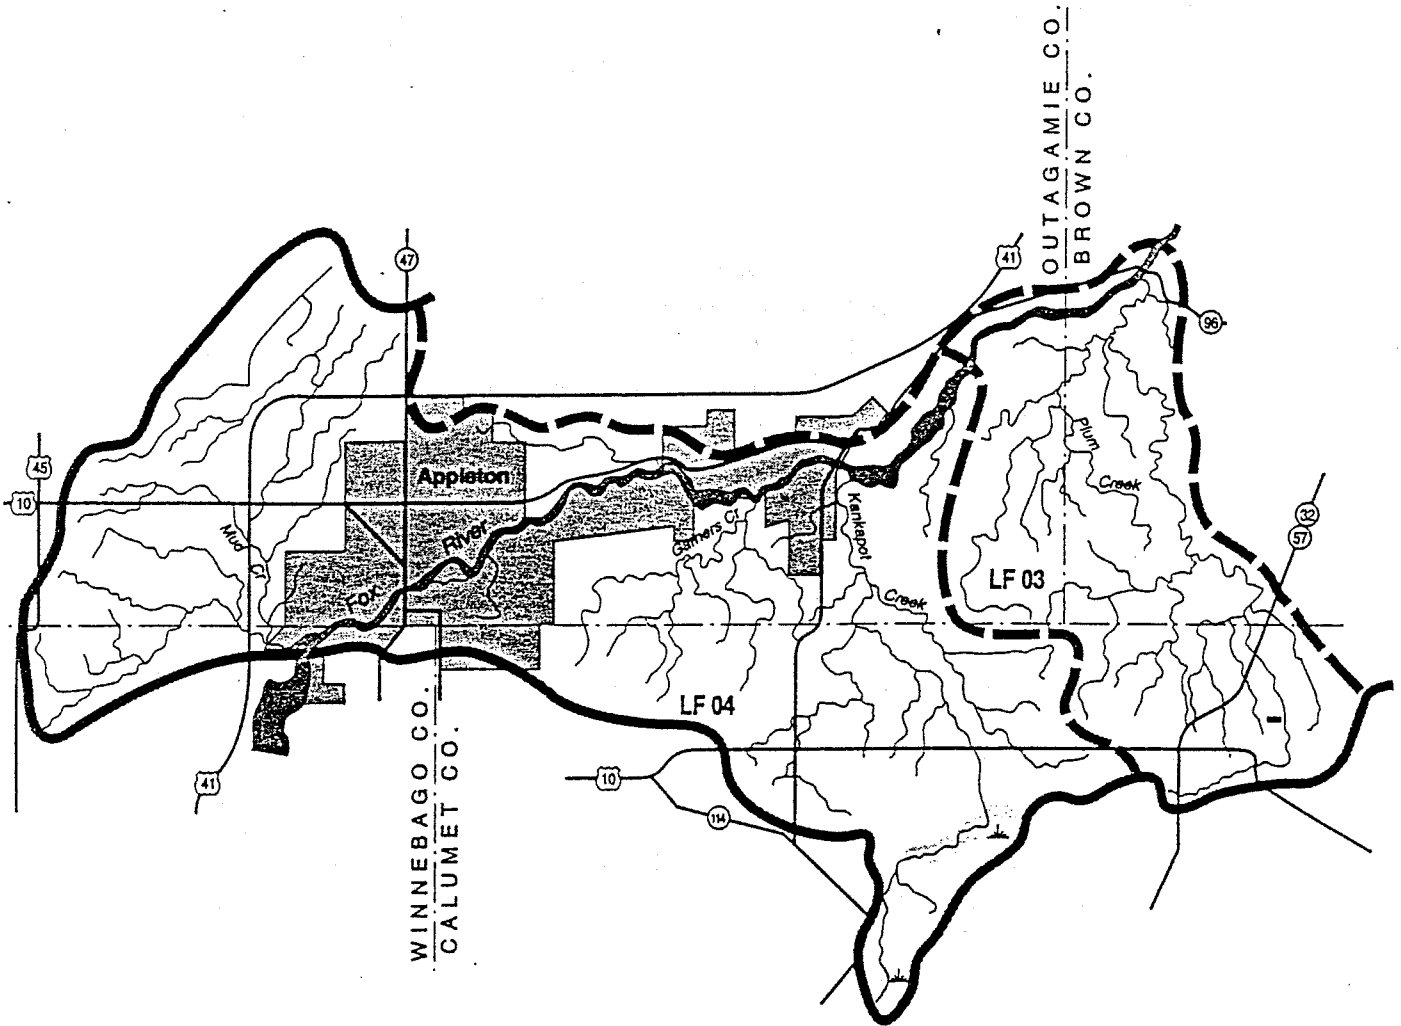 OUTAGAMIE CO.
BROWN CO.
47
41
96
45
10
Appleton
Plum
Creek
32
57
Mud Cr.
River
Fox
Garners Cr.
Kankapot
Creek
LF 03
LF 04
41
10
114
WINNEBAGO CO.
CALUMET CO.